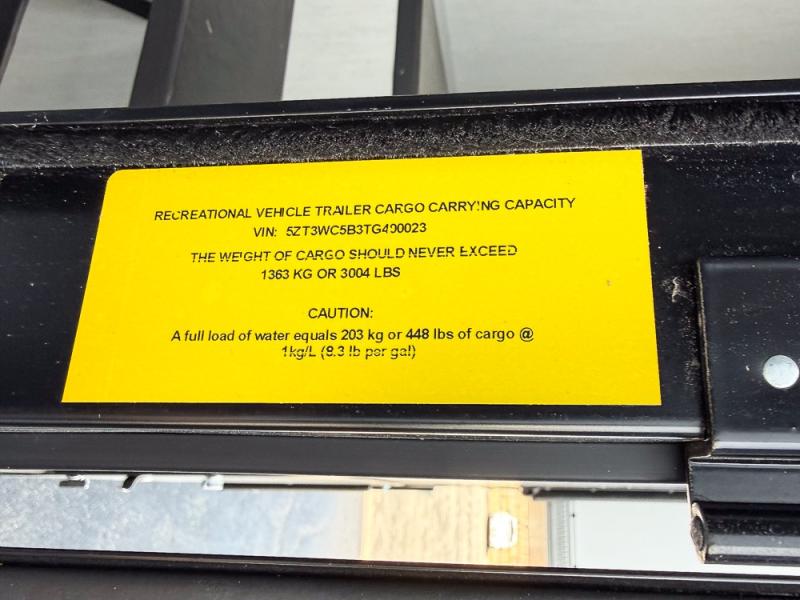 RECREATIONAL VEHICLE TRAILER CARGO CARRYING CAPACITY
VIN: 5ZT3WC5B3TG400023
THE WEIGHT OF CARGO SHOULD NEVER EXCEED
1363 KG OR 3004 LBS
CAUTION:
A full load of water equals 203 kg or 448 lbs of cargo @
1kg/L (8.3 lb per gal)